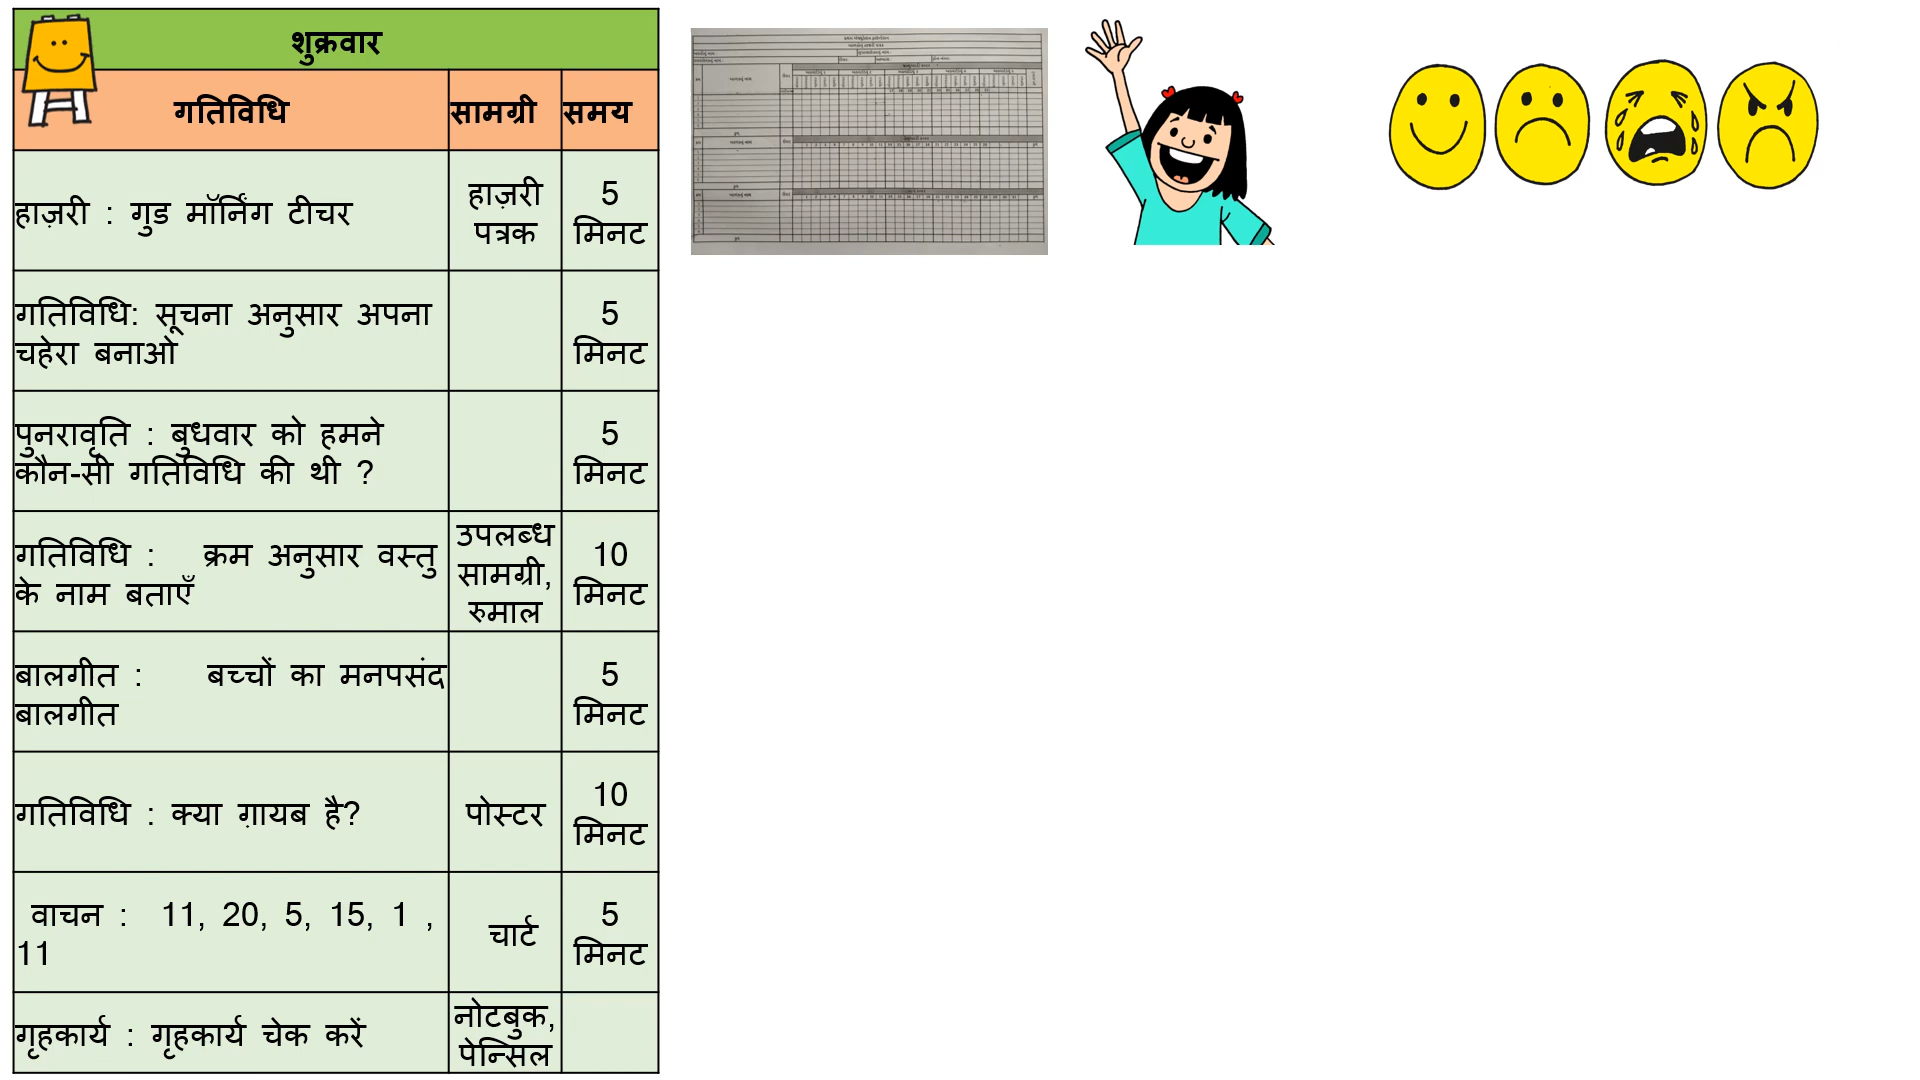 शुक्रवार
गतिविधि सामग्री समय
हाज़री : गुड मॉर्निंग टीचर
हाज़री
पत्रक
5
मिनट
गतिविधि: सूचना अनुसार अपना
चहेरा बनाओ
5
मिनट
पुनरावृति : बुधवार को हमने
कौन-सी गतिविधि की थी ?
5
मिनट
गतिविधि : क्रम अनुसार वस्तु
के नाम बताएँ
उपलब्ध
सामग्री,
रुमाल
10
मिनट
बालगीत : बच्चों का मनपसंद
बालगीत
5
मिनट
गतिविधि : क्या ग़ायब है?
पोस्टर
10
मिनट
वाचन : 11, 20, 5, 15, 1 ,
11
चार्ट
5
मिनट
गृहकार्य : गृहकार्य चेक करें
नोटबुक,
पेन्सिल